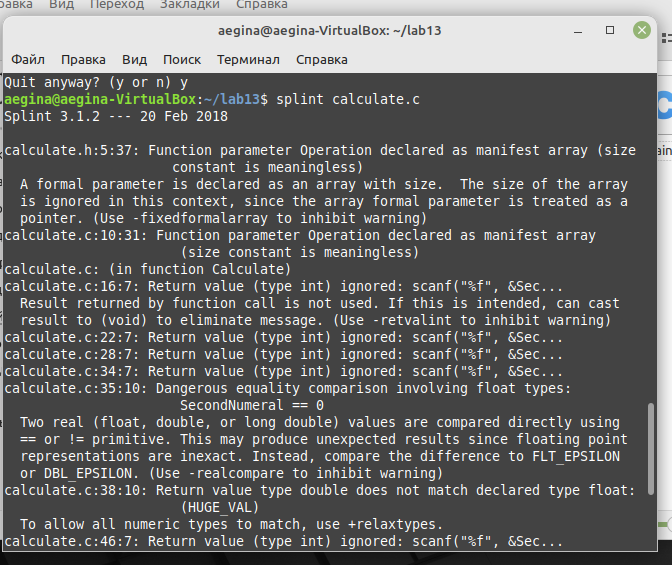 равка Вид Переход Закладки Справка
aegina@aegina-VirtualBox: ~/lab13
Файл Правка Вид Поиск Терминал Справка
Quit anyway? (y or n) y
aegina@aegina-VirtualBox:~/lab13$ splint calculate.c
Splint 3.1.2 --- 20 Feb 2018
calculate.h:5:37: Function parameter Operation declared as manifest array (size
constant is meaningless)
A formal parameter is declared as an array with size.  The size of the array
is ignored in this context, since the array formal parameter is treated as a
pointer. (Use -fixedformalarray to inhibit warning)
calculate.c:10:31: Function parameter Operation declared as manifest array
(size constant is meaningless)
calculate.c: (in function Calculate)
calculate.c:16:7: Return value (type int) ignored: scanf("%f", &Sec...
Result returned by function call is not used. If this is intended, can cast
result to (void) to eliminate message. (Use -retvalint to inhibit warning)
calculate.c:22:7: Return value (type int) ignored: scanf("%f", &Sec...
calculate.c:28:7: Return value (type int) ignored: scanf("%f", &Sec...
calculate.c:34:7: Return value (type int) ignored: scanf("%f", &Sec...
calculate.c:35:10: Dangerous equality comparison involving float types:
SecondNumeral == 0
Two real (float, double, or long double) values are compared directly using
== or != primitive. This may produce unexpected results since floating point
representations are inexact. Instead, compare the difference to FLT_EPSILON
or DBL_EPSILON. (Use -realcompare to inhibit warning)
calculate.c:38:10: Return value type double does not match declared type float:
(HUGE_VAL)
To allow all numeric types to match, use +relaxtypes.
calculate.c:46:7: Return value (type int) ignored: scanf("%f", &Sec...